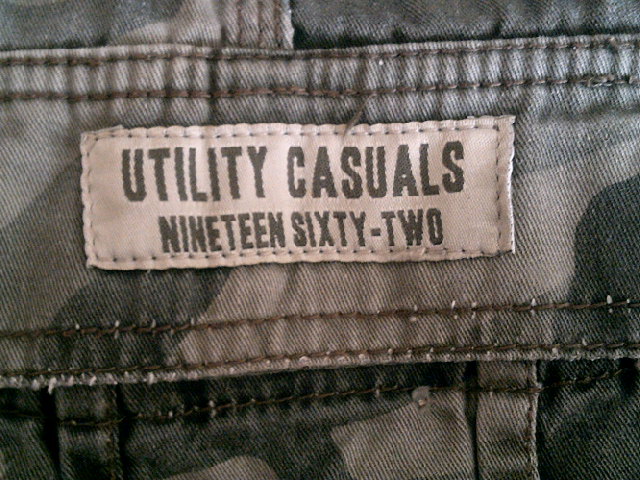 UTILITY CASUALS
NINETEEN SIXTY-TWO